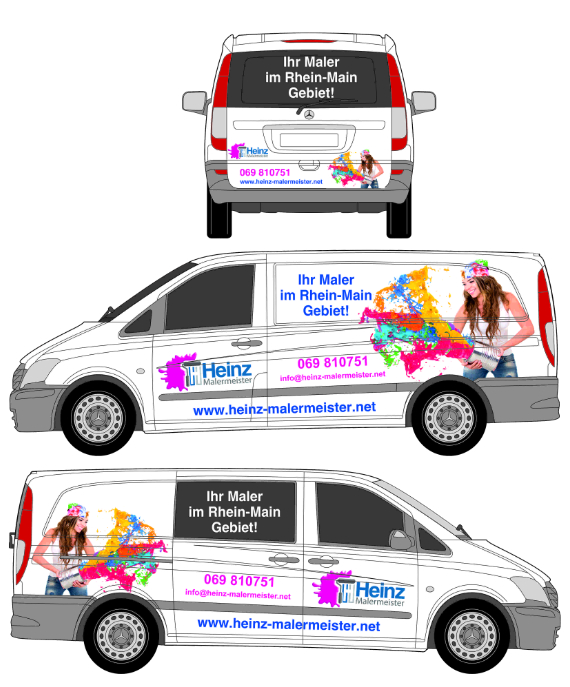 Ihr Maler
im Rhein-Main
Gebiet!
Heinz
Malermeister
069 810751
www.heinz-malermeister.net
Ihr Maler
im Rhein-Main
Gebiet!
069 810751
info@heinz-malermeister.net
Heinz
Malermeister
www.heinz-malermeister.net
Ihr Maler
im Rhein-Main
Gebiet!
069 810751
info@heinz-malermeister.net
Heinz
Malermeister
www.heinz-malermeister.net